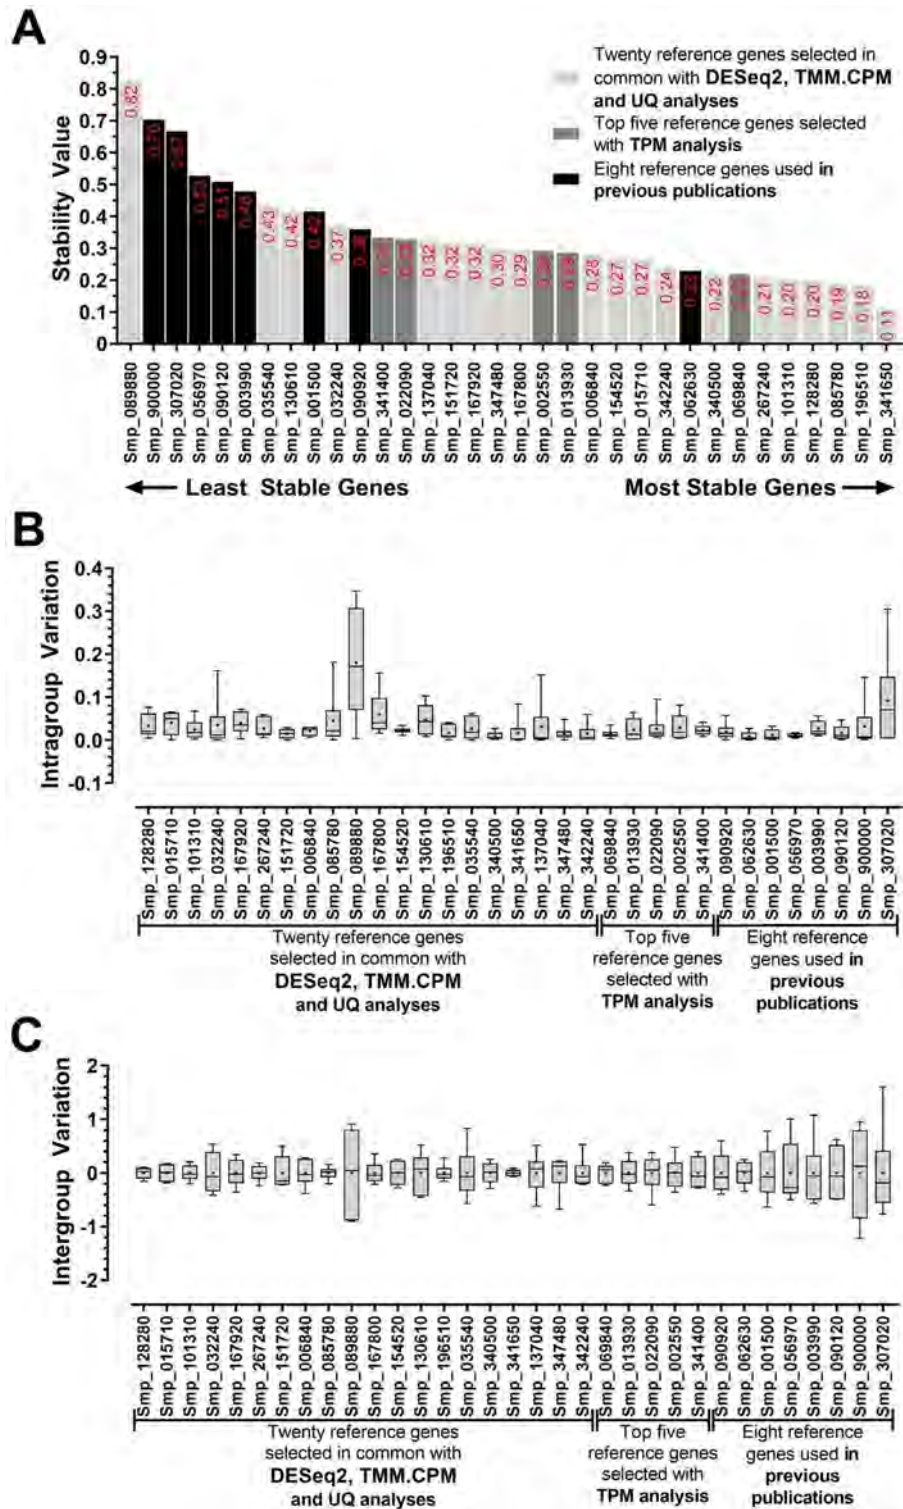 A
Stability Value
0.9
0.8
0.7
0.6
0.5
0.4
0.3
0.2
0.1
0
0.82
0.70
0.67
0.53
0.51
0.48
0.43
0.42
0.42
0.37
0.36
0.32
0.32
0.32
0.30
0.29
0.28
0.27
0.27
0.24
0.23
0.22
0.21
0.20
0.20
0.19
0.18
0.11
Twenty reference genes selected in
common with DESeq2, TMM.CPM
and UQ analyses
Top five reference genes selected
with TPM analysis
Eight reference genes used in
previous publications
Smp_089880
Smp_900000
Smp_307020
Smp_056970
Smp_090120
Smp_003990
Smp_035540
Smp_130610
Smp_001500
Smp_032240
Smp_090920
Smp_341400
Smp_022090
Smp_137040
Smp_151720
Smp_167920
Smp_347480
Smp_167800
Smp_002550
Smp_013930
Smp_006840
Smp_154520
Smp_015710
Smp_342240
Smp_062630
Smp_340500
Smp_069840
Smp_267240
Smp_101310
Smp_128280
Smp_085780
Smp_196510
Smp_341650
Least Stable Genes
Most Stable Genes
B
Intragroup Variation
0.4
0.3
0.2
0.1
0.0
-0.1
Smp_128280
Smp_015710
Smp_101310
Smp_032240
Smp_167920
Smp_267240
Smp_151720
Smp_006840
Smp_085780
Smp_089880
Smp_167800
Smp_154520
Smp_130610
Smp_196510
Smp_035540
Smp_340500
Smp_341650
Smp_137040
Smp_347480
Smp_342240
Smp_069840
Smp_013930
Smp_022090
Smp_002550
Smp_341400
Smp_090920
Smp_062630
Smp_001500
Smp_056970
Smp_003990
Smp_090120
Smp_900000
Smp_307020
Twenty reference genes
selected in common with
DESeq2, TMM.CPM
and UQ analyses
Top five
reference genes
selected with
TPM analysis
Eight reference
genes used in
previous
publications
C
Intergroup Variation
2
1
0
-1
-2
Smp_128280
Smp_015710
Smp_101310
Smp_032240
Smp_167920
Smp_267240
Smp_151720
Smp_006840
Smp_085780
Smp_089880
Smp_167800
Smp_154520
Smp_130610
Smp_196510
Smp_035540
Smp_340500
Smp_341650
Smp_137040
Smp_347480
Smp_342240
Smp_069840
Smp_013930
Smp_022090
Smp_002550
Smp_341400
Smp_090920
Smp_062630
Smp_001500
Smp_056970
Smp_003990
Smp_090120
Smp_900000
Smp_307020
Twenty reference genes
selected in common with
DESeq2, TMM.CPM
and UQ analyses
Top five
reference genes
selected with
TPM analysis
Eight reference
genes used in
previous
publications